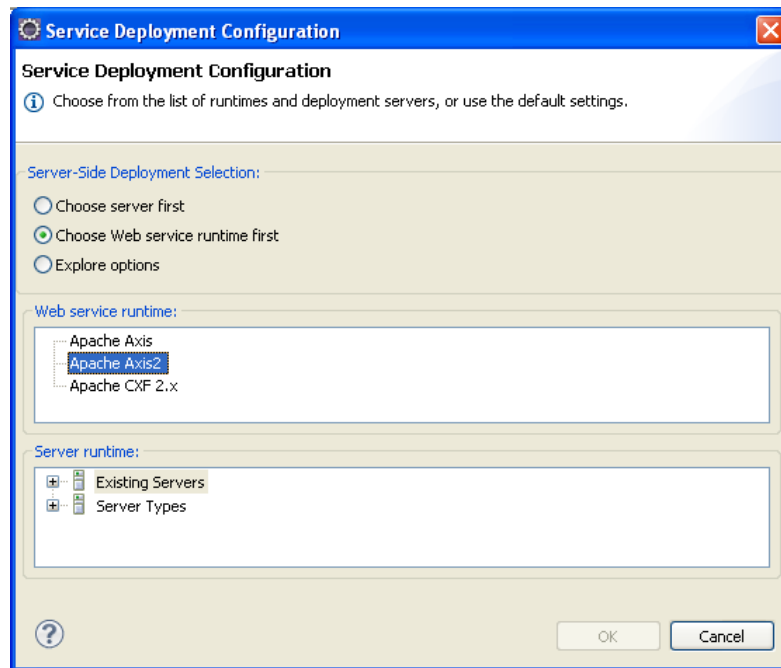 Service Deployment Configuration
Service Deployment Configuration
Choose from the list of runtimes and deployment servers, or use the default settings.
Server-Side Deployment Selection:
Choose server first
Choose Web service runtime first
Explore options
Web service runtime:
Apache Axis
Apache Axis2
Apache CXF 2.x
Server runtime:
Existing Servers
Server Types
OK Cancel